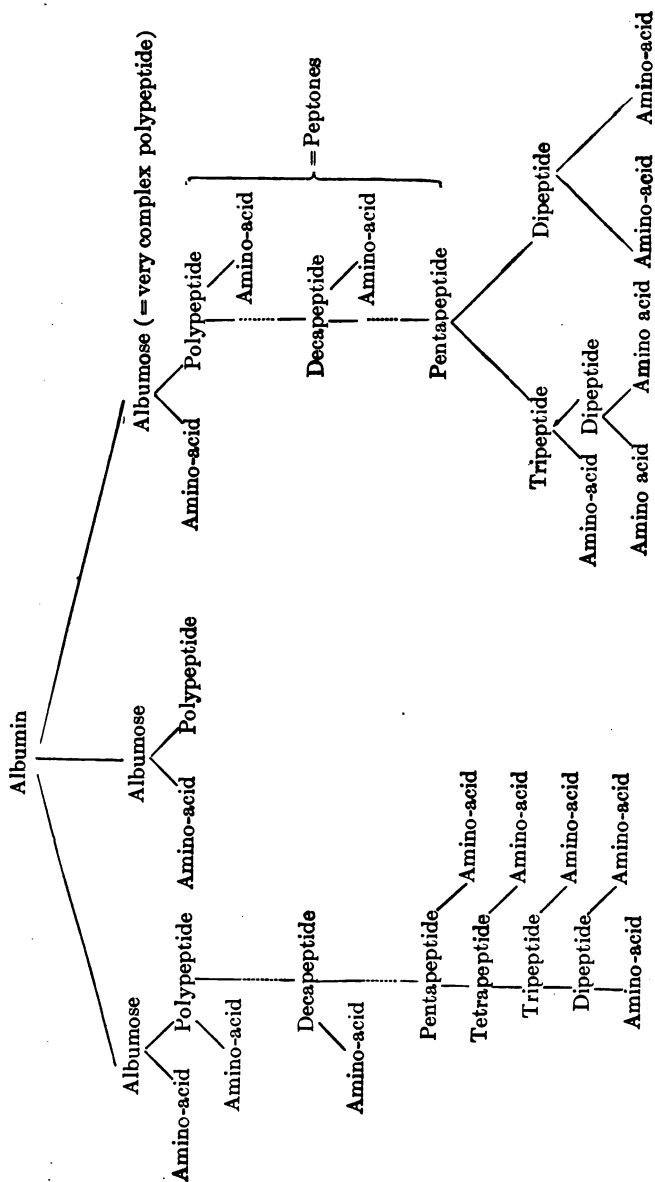 Albumin
Albumose
Albumose
Albumose (= very complex polypeptide)
Amino-acid
Polypeptide
Amino-acid
Polypeptide
Amino-acid
Polypeptide
Amino-acid
Amino-acid
Decapeptide
Decapeptide
= Peptones
Amino-acid
Amino-acid
Pentapeptide
Pentapeptide
Amino-acid
Tetrapeptide
Amino-acid
Tripeptide
Tripeptide
Dipeptide
Amino-acid
Dipeptide
Amino-acid
Dipeptide
Amino-acid
Amino-acid
Amino acid
Amino acid
Amino-acid
Amino-acid